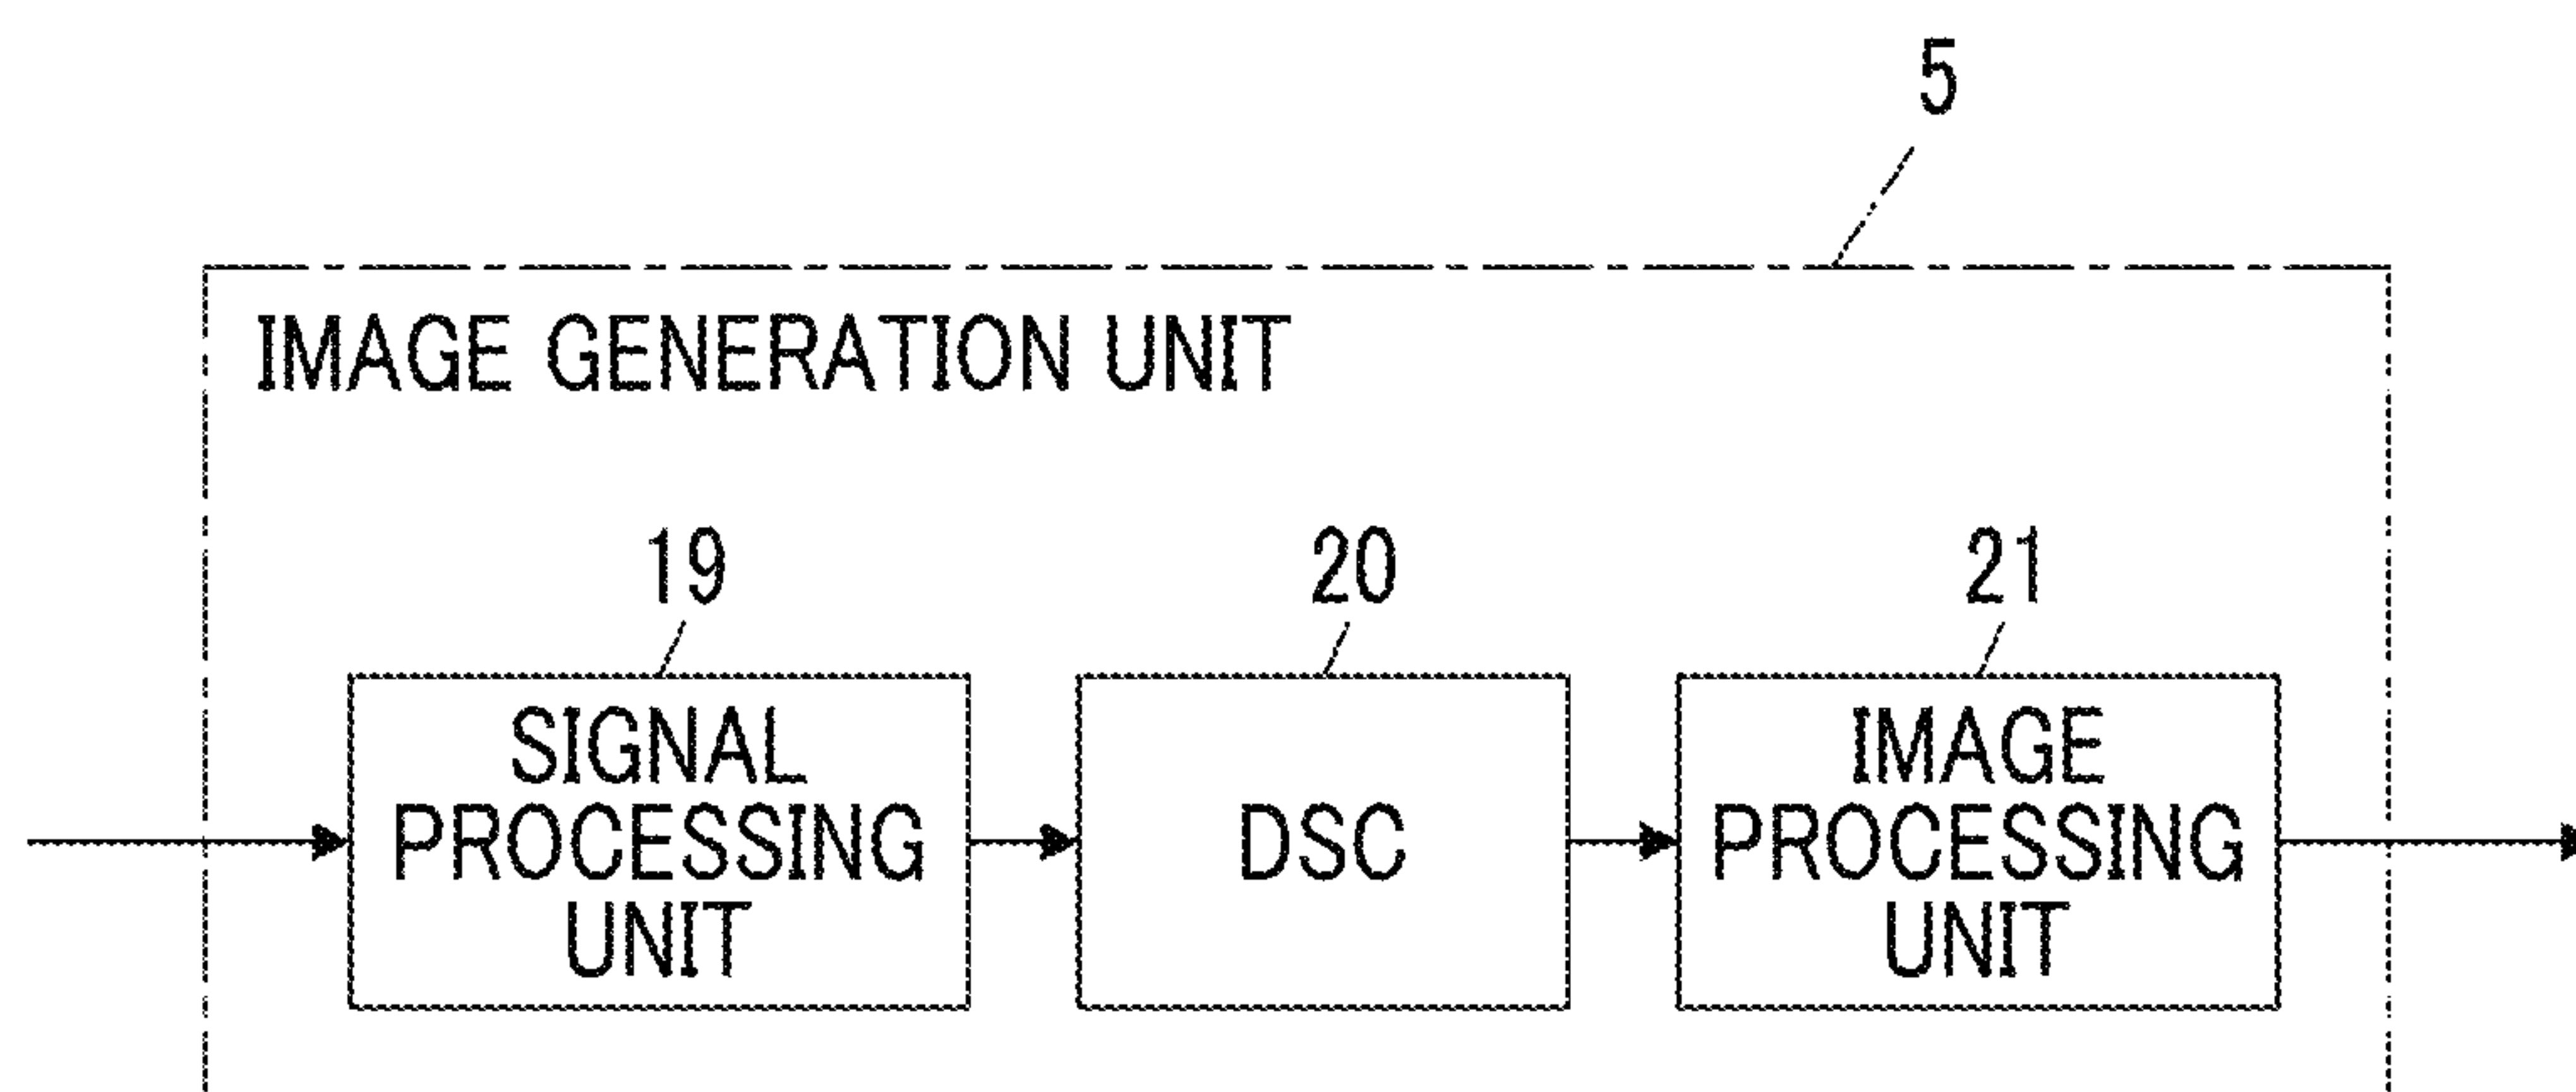 5
IMAGE GENERATION UNIT
19
20
21
SIGNAL
PROCESSING
UNIT
DSC
IMAGE
PROCESSING
UNIT